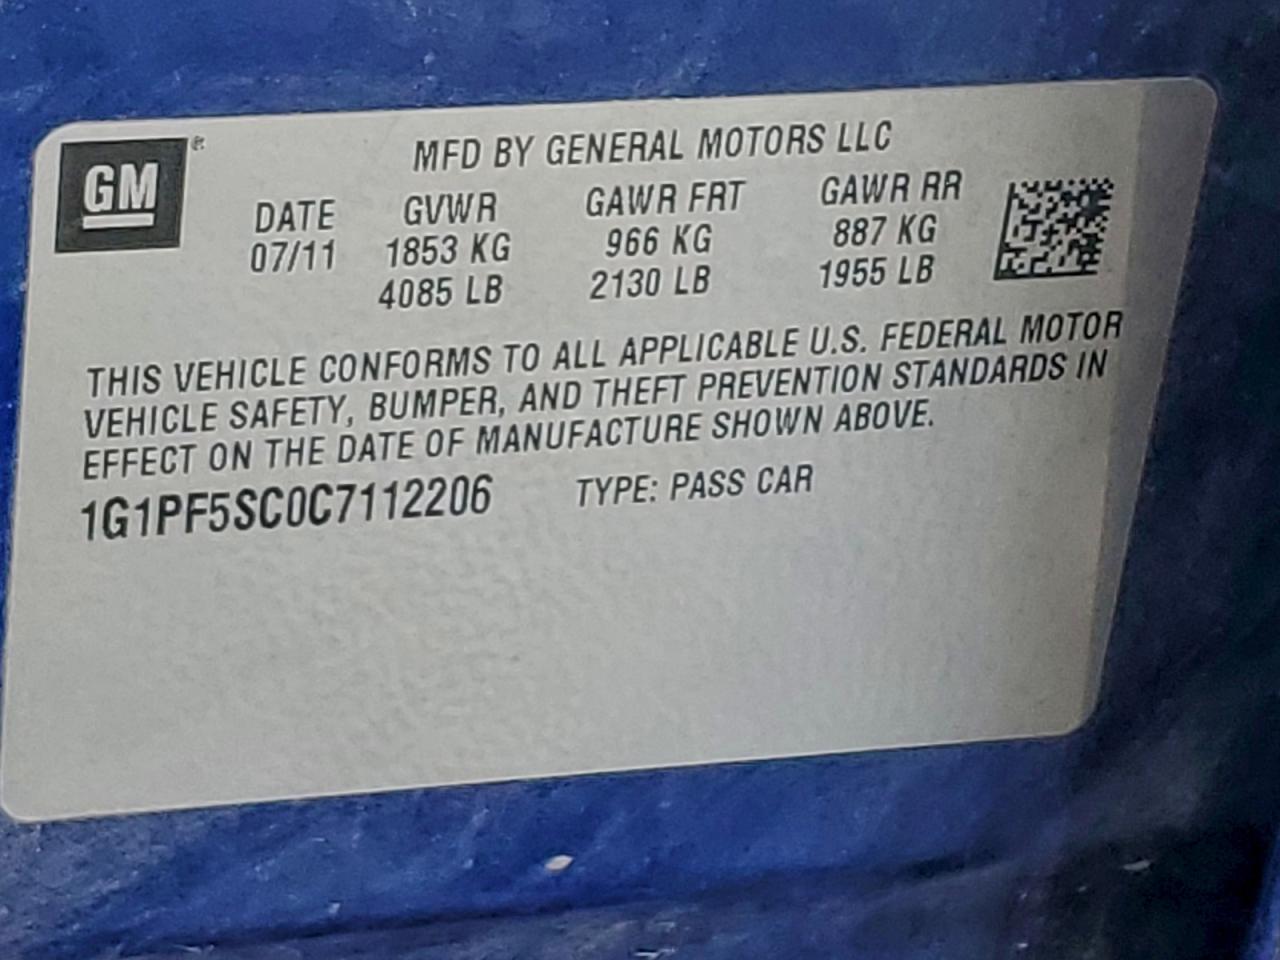 GM®
MFD BY GENERAL MOTORS LLC
DATE GVWR GAWR FRT GAWR RR
07/11 1853 KG 966 KG 887 KG
4085 LB 2130 LB 1955 LB
THIS VEHICLE CONFORMS TO ALL APPLICABLE U.S. FEDERAL MOTOR
VEHICLE SAFETY, BUMPER, AND THEFT PREVENTION STANDARDS IN
EFFECT ON THE DATE OF MANUFACTURE SHOWN ABOVE.
1G1PF5SC0C7112206 TYPE: PASS CAR